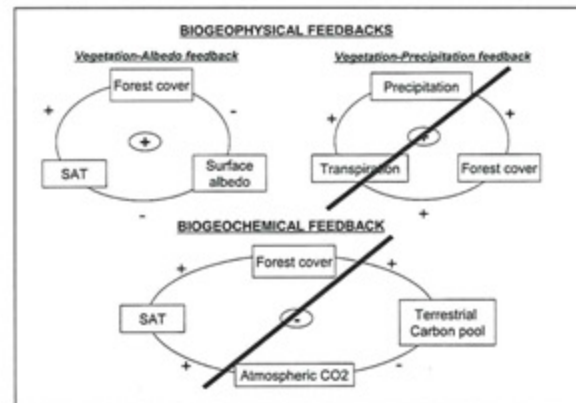 BIOGEOPHYSICAL FEEDBACKS
Vegetation-Albedo feedback
Vegetation-Precipitation feedback
Forest cover
+
-
+
SAT
Surface
albedo
-
Precipitation
+
+
+
Transpiration
Forest cover
+
BIOGEOCHEMICAL FEEDBACK
Forest cover
+
+
SAT
-
Terrestrial
Carbon pool
+
-
Atmospheric CO2